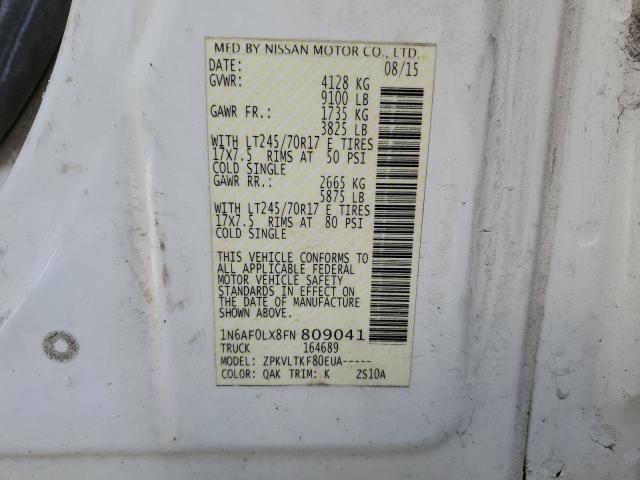 MFD BY NISSAN MOTOR CO., LTD.
DATE: 08/15
GVWR: 4128 KG
9100 LB
GAWR FR.: 1735 KG
3825 LB
WITH LT245/70R17 E TIRES
17X7.5 RIMS AT 50 PSI
COLD SINGLE
GAWR RR.: 2665 KG
5875 LB
WITH LT245/70R17 E TIRES
17X7.5 RIMS AT 80 PSI
COLD SINGLE
THIS VEHICLE CONFORMS TO
ALL APPLICABLE FEDERAL
MOTOR VEHICLE SAFETY
STANDARDS IN EFFECT ON
THE DATE OF MANUFACTURE
SHOWN ABOVE.
1N6AF0LX8FN 809041
TRUCK 164689
MODEL: ZPKVLTKF80EUA-----
COLOR: QAK TRIM: K ZS10A